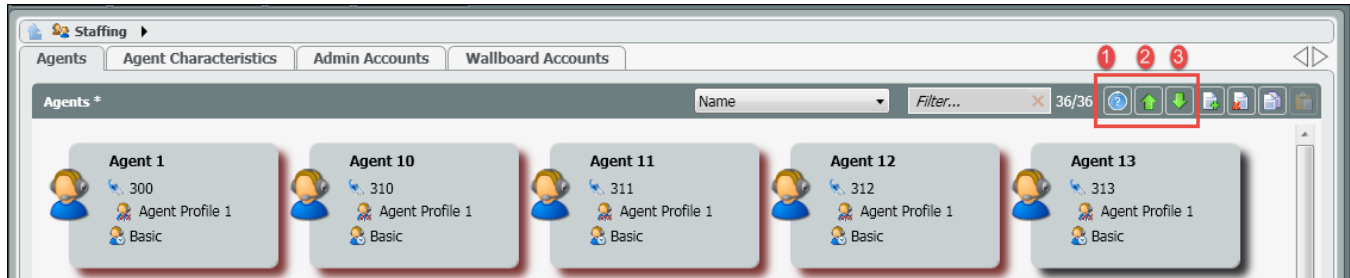 Staffing
Agents Agent Characteristics Admin Accounts Wallboard Accounts 1 2 3
Agents * Name Filter... 36/36 ?
Agent 1 Agent 10 Agent 11 Agent 12 Agent 13
300 310 311 312 313
Agent Profile 1 Agent Profile 1 Agent Profile 1 Agent Profile 1 Agent Profile 1
Basic Basic Basic Basic Basic